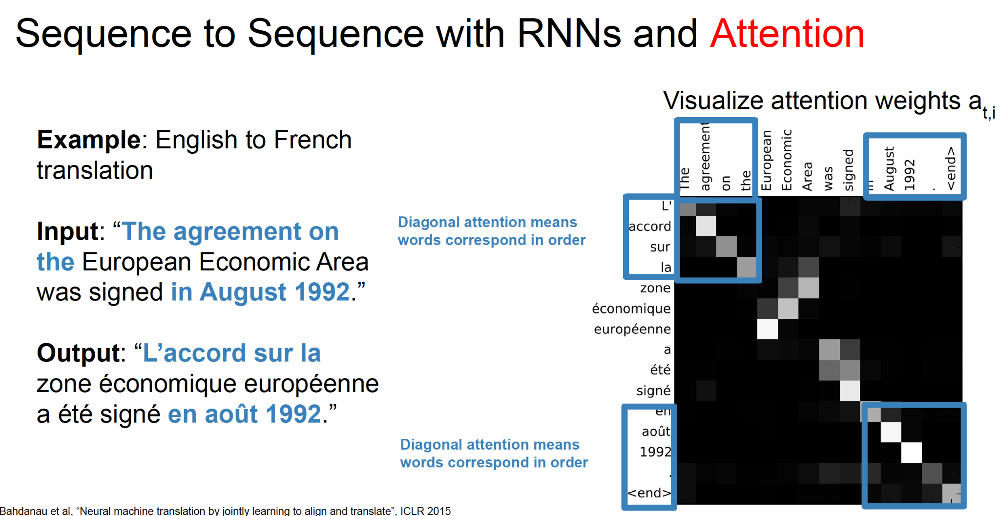 Sequence to Sequence with RNNs and Attention
Example: English to French
translation
Input: “The agreement on
the European Economic Area
was signed in August 1992.”
Output: “L’accord sur la
zone économique européenne
a été signé en août 1992.”
Diagonal attention means
words correspond in order
Diagonal attention means
words correspond in order
Visualize attention weights a_t,i
The
agreement
on
the
European
Economic
Area
was
signed
in
August
1992
.
<end>
L'
accord
sur
la
zone
économique
européenne
a
été
signé
en
août
1992
.
<end>
Bahdanau et al, “Neural machine translation by jointly learning to align and translate”, ICLR 2015